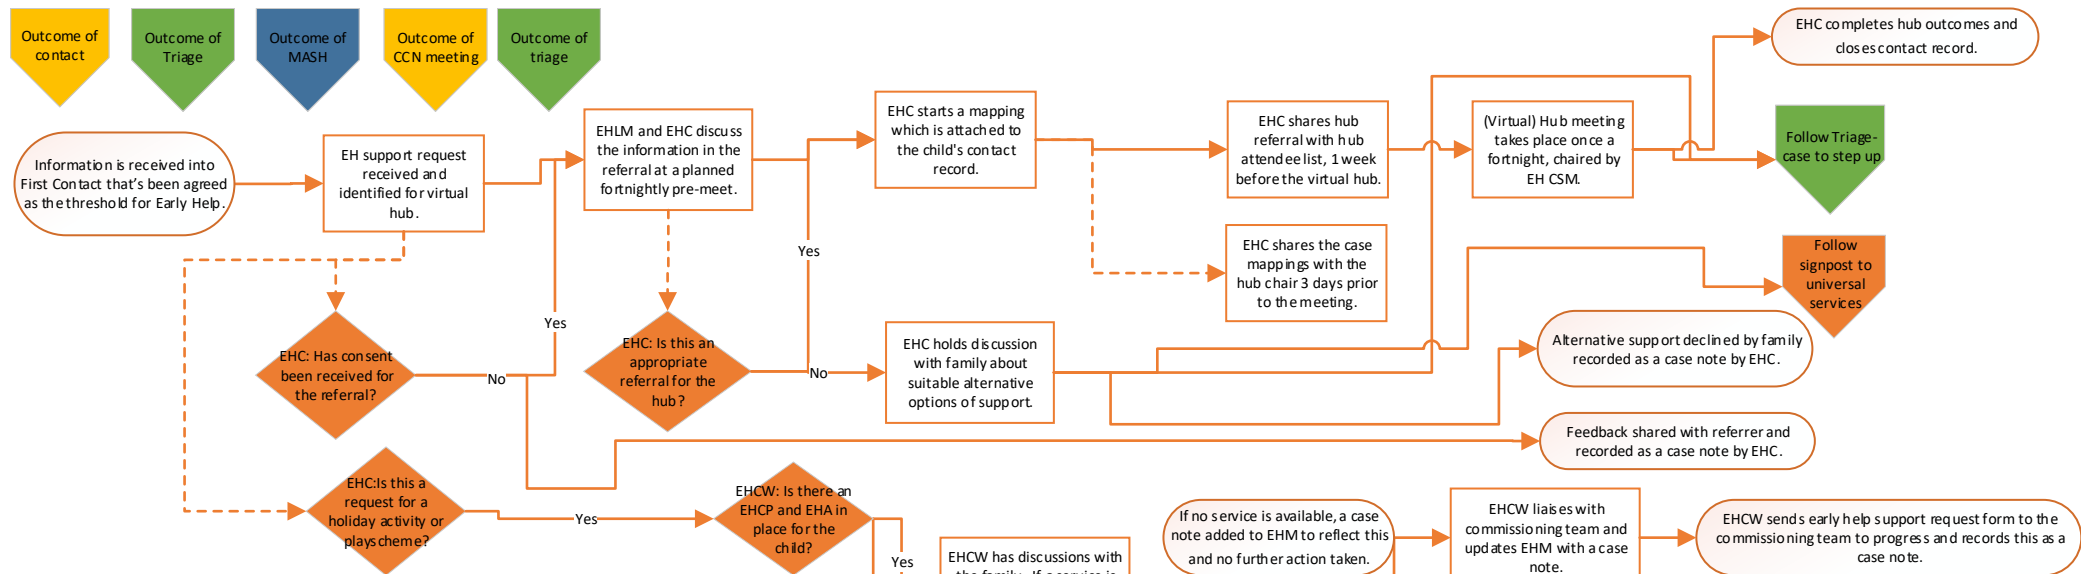 Outcome of
contact
Outcome of
Triage
Outcome of
MASH
Outcome of
CCN meeting
Outcome of
triage
EHC completes hub outcomes and
closes contact record.
Information is received into
First Contact that's been agreed
as the threshold for Early Help.
EH support request
received and
identified for virtual
hub.
EHLM and EHC discuss
the information in the
referral at a planned
fortnightly pre-meet.
EHC starts a mapping
which is attached to
the child's contact
record.
EHC shares hub
referral with hub
attendee list, 1 week
before the virtual hub.
(Virtual) Hub meeting
takes place once a
fortnight, chaired by
EH CSM.
Follow Triage-
case to step up
EHC shares the case
mappings with the
hub chair 3 days prior
to the meeting.
Follow
signpost to
universal
services
Yes
Yes
EHC: Has consent
been received for
the referral?
No
EHC: Is this an
appropriate
referral for the
hub?
No
EHC holds discussion
with family about
suitable alternative
options of support.
Alternative support declined by family
recorded as a case note by EHC.
Feedback shared with referrer and
recorded as a case note by EHC.
EHC:Is this a
request for a
holiday activity or
playscheme?
Yes
EHCW: Is there an
EHCP and EHA in
place for the
child?
Yes
EHCW has discussions with
the family. If a service is
If no service is available, a case
note added to EHM to reflect this
and no further action taken.
EHCW liaises with
commissioning team and
updates EHM with a case
note.
EHCW sends early help support request form to the
commissioning team to progress and records this as a
case note.